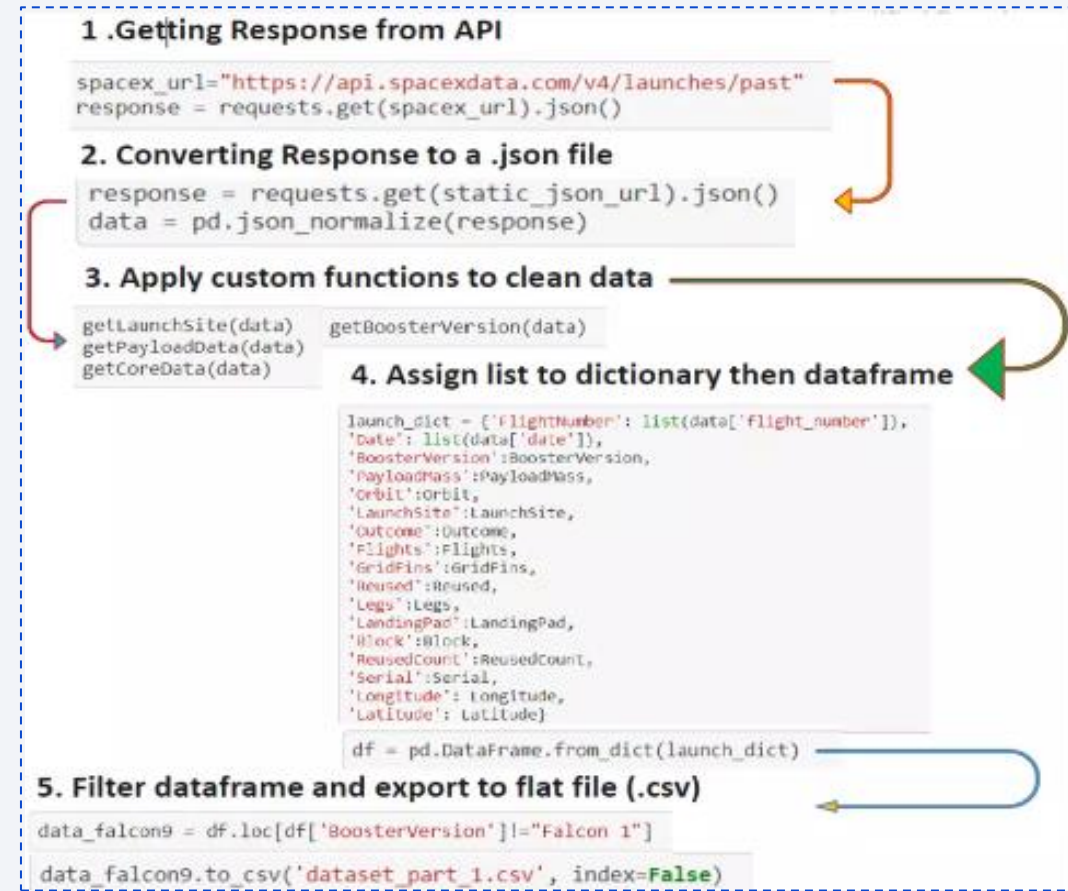 1 .Getting Response from API
spacex_url="https://api.spacexdata.com/v4/launches/past"
response = requests.get(spacex_url).json()
2. Converting Response to a .json file
response = requests.get(static_json_url).json()
data = pd.json_normalize(response)
3. Apply custom functions to clean data
getLaunchSite(data)
getPayloadData(data)
getCoreData(data)
getBoosterVersion(data)
4. Assign list to dictionary then dataframe
launch_dict = {'FlightNumber': list(data['flight_number']),
'Date': list(data['date']),
'BoosterVersion':BoosterVersion,
'PayloadMass':PayloadMass,
'Orbit':Orbit,
'LaunchSite':LaunchSite,
'Outcome':Outcome,
'Flights':Flights,
'GridFins':GridFins,
'Reused':Reused,
'Legs':Legs,
'LandingPad':LandingPad,
'Block':Block,
'ReusedCount':ReusedCount,
'Serial':Serial,
'Longitude': Longitude,
'Latitude': Latitude}
df = pd.DataFrame.from_dict(launch_dict)
5. Filter dataframe and export to flat file (.csv)
data_falcon9 = df.loc[df['BoosterVersion']!="Falcon 1"]
data_falcon9.to_csv('dataset_part_1.csv', index=False)